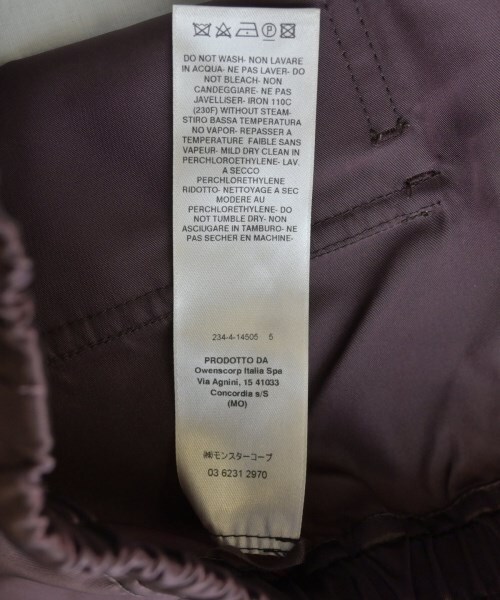 DO NOT WASH- NON LAVARE
IN ACQUA- NE PAS LAVER- DO
NOT BLEACH- NON
CANDEGGIARE- NE PAS
JAVELLISER- IRON 110C
(230F) WITHOUT STEAM-
STIRO BASSA TEMPERATURA
NO VAPOR- REPASSER A
TEMPERATURE FAIBLE SANS
VAPEUR- MILD DRY CLEAN IN
PERCHLOROETHYLENE- LAV.
A SECCO
PERCHLORETHYLENE
RIDOTTO- NETTOYAGE A SEC
MODERE AU
PERCHLORETHYLENE- DO
NOT TUMBLE DRY- NON
ASCIUGARE IN TAMBURO- NE
PAS SECHER EN MACHINE-
234-4-14505 5
PRODOTTO DA
Owenscorp Italia Spa
Via Agnini, 15 41033
Concordia s/S
(MO)
㈱モンスターコープ
03 6231 2970